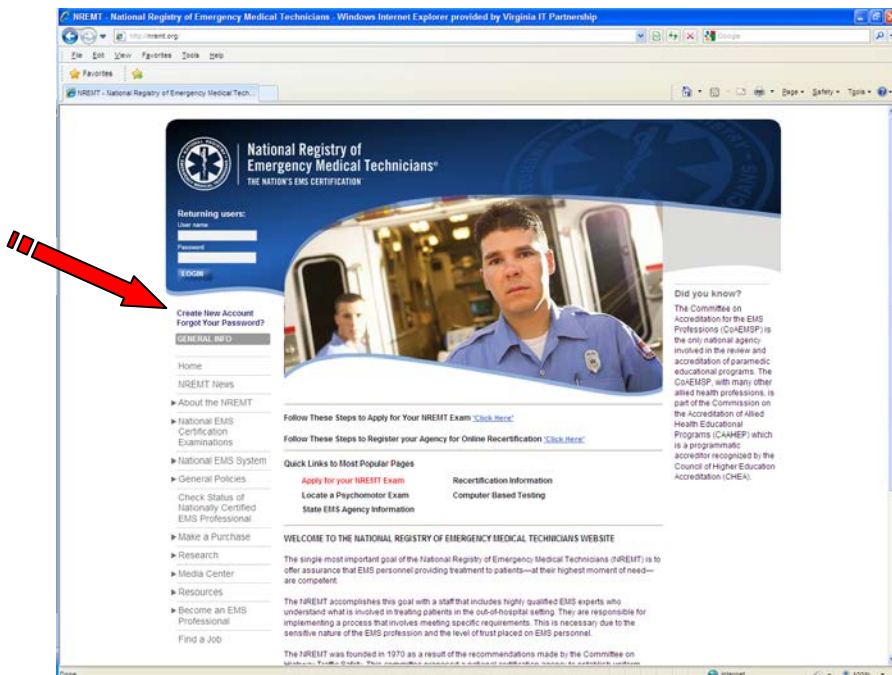 NREMT - National Registry of Emergency Medical Technicians - Windows Internet Explorer provided by Virginia IT Partnership
http://nremt.org/
Google
File Edit View Favorites Tools Help
Favorites
NREMT - National Registry of Emergency Medical Tech...
Page Safety Tools
National Registry of
Emergency Medical Technicians®
THE NATION'S EMS CERTIFICATION
Returning users:
User name
Password
LOGIN
Create New Account
Forgot Your Password?
GENERAL INFO
Home
NREMT News
About the NREMT
National EMS
Certification
Examinations
National EMS System
General Policies
Check Status of
Nationally Certified
EMS Professional
Make a Purchase
Research
Media Center
Resources
Become an EMS
Professional
Find a Job
Follow These Steps to Apply for Your NREMT Exam "Click Here"
Follow These Steps to Register your Agency for Online Recertification "Click Here"
Quick Links to Most Popular Pages
Apply for your NREMT Exam Recertification Information
Locate a Psychomotor Exam Computer Based Testing
State EMS Agency Information
WELCOME TO THE NATIONAL REGISTRY OF EMERGENCY MEDICAL TECHNICIANS WEBSITE
The single most important goal of the National Registry of Emergency Medical Technicians (NREMT) is to
offer assurance that EMS personnel providing treatment to patients—at their highest moment of need—
are competent.
The NREMT accomplishes this goal with a staff that includes highly qualified EMS experts who
understand what is involved in treating patients in the out-of-hospital setting. They are responsible for
implementing a process that involves meeting specific requirements. This is necessary due to the
sensitive nature of the EMS profession and the level of trust placed on EMS personnel.
The NREMT was founded in 1970 as a result of the recommendations made by the Committee on
Highway Traffic Safety. This committee proposed a national certification agency to establish uniform
Did you know?
The Committee on
Accreditation for the EMS
Professions (CoAEMSP) is
the only national agency
involved in the review and
accreditation of paramedic
educational programs. The
CoAEMSP, with many other
allied health professions, is
part of the Commission on
the Accreditation of Allied
Health Educational
Programs (CAAHEP) which
is a programmatic
accreditor recognized by the
Council of Higher Education
Accreditation (CHEA).
Done
Internet
100%